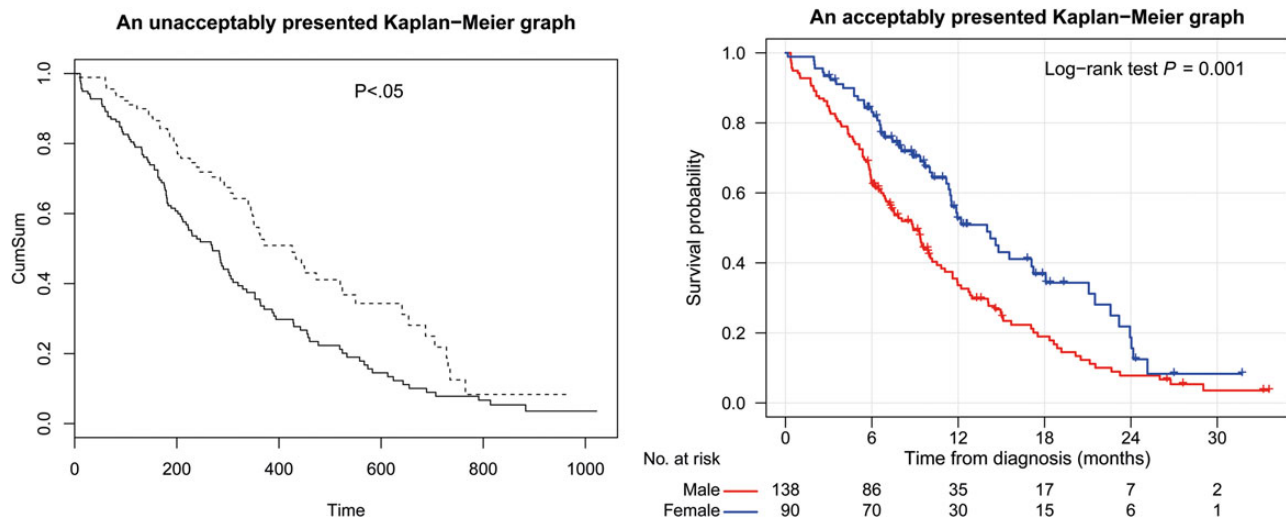 An unacceptably presented Kaplan−Meier graph
P<.05
CumSum
1.0
0.8
0.6
0.4
0.2
0.0
0 200 400 600 800 1000
Time
An acceptably presented Kaplan−Meier graph
Log−rank test P = 0.001
Survival probability
1.0
0.8
0.6
0.4
0.2
0.0
0 6 12 18 24 30
Time from diagnosis (months)
No. at risk
Male 138 86 35 17 7 2
Female 90 70 30 15 6 1